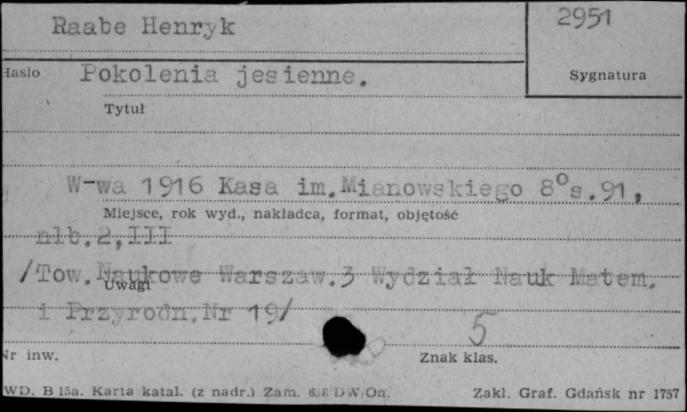 Raabe Henryk
2951
Hasło Pokolenia jesienne.
Sygnatura
Tytuł
W-wa 1916 Kasa im.Mianowskiego 8° s.91,
Miejsce, rok wyd., nakładca, format, objętość
nlb.2,III
/Tow.Naukowe Warszaw.3 Wydział Nauk Matem.
Uwagi
i Przyrodn.Nr 19/
5
Nr inw.
Znak klas.
WD. B 15a. Karta katal. (z nadr.) Zam. DW/On.
Zakl. Graf. Gdańsk nr 1757